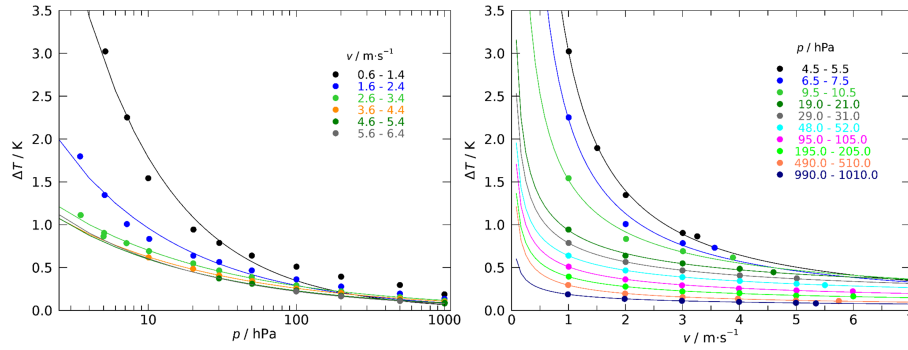 3.5
3.0
2.5
2.0
1.5
1.0
0.5
0.0
ΔT / K
10
100
1000
p / hPa
v / m·s⁻¹
0.6 - 1.4
1.6 - 2.4
2.6 - 3.4
3.6 - 4.4
4.6 - 5.4
5.6 - 6.4
3.5
3.0
2.5
2.0
1.5
1.0
0.5
0.0
ΔT / K
0 1 2 3 4 5 6 7
v / m·s⁻¹
p / hPa
4.5 - 5.5
6.5 - 7.5
9.5 - 10.5
19.0 - 21.0
29.0 - 31.0
48.0 - 52.0
95.0 - 105.0
195.0 - 205.0
490.0 - 510.0
990.0 - 1010.0